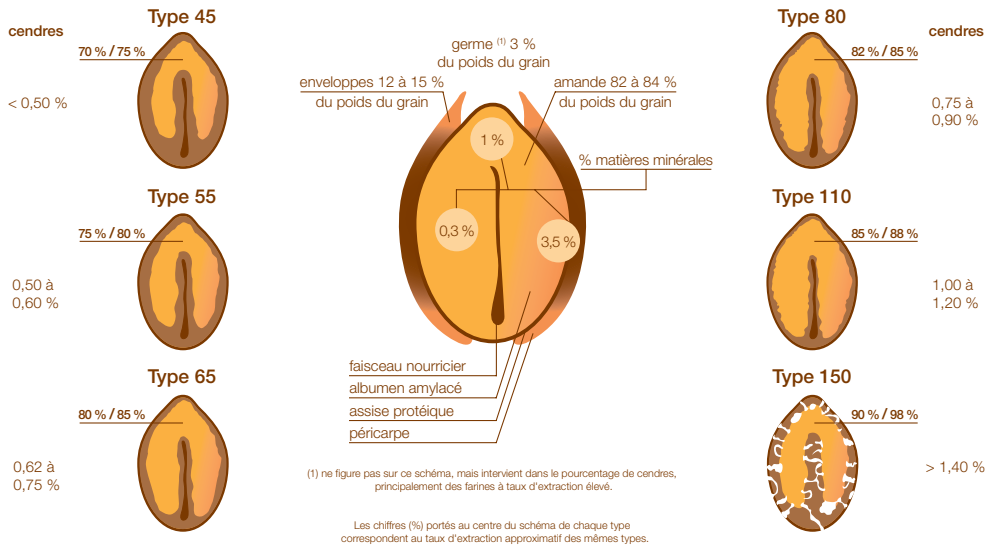 Type 45
cendres
70 % / 75 %
< 0,50 %
Type 55
75 % / 80 %
0,50 à
0,60 %
Type 65
80 % / 85 %
0,62 à
0,75 %
germe (1) 3 %
du poids du grain
enveloppes 12 à 15 %
du poids du grain
amande 82 à 84 %
du poids du grain
1 %
% matières minérales
0,3 %
3,5 %
faisceau nourricier
albumen amylacé
assise protéique
péricarpe
(1) ne figure pas sur ce schéma, mais intervient dans le pourcentage de cendres,
principalement des farines à taux d'extraction élevé.
Les chiffres (%) portés au centre du schéma de chaque type
correspondent au taux d'extraction approximatif des mêmes types.
Type 80
cendres
82 % / 85 %
0,75 à
0,90 %
Type 110
85 % / 88 %
1,00 à
1,20 %
Type 150
90 % / 98 %
> 1,40 %